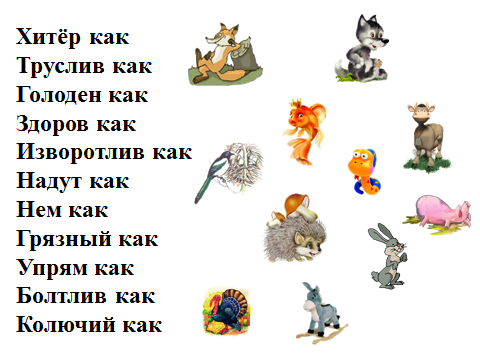 Хитёр как
Труслив как
Голоден как
Здоров как
Изворотлив как
Надут как
Нем как
Грязный как
Упрям как
Болтлив как
Колючий как